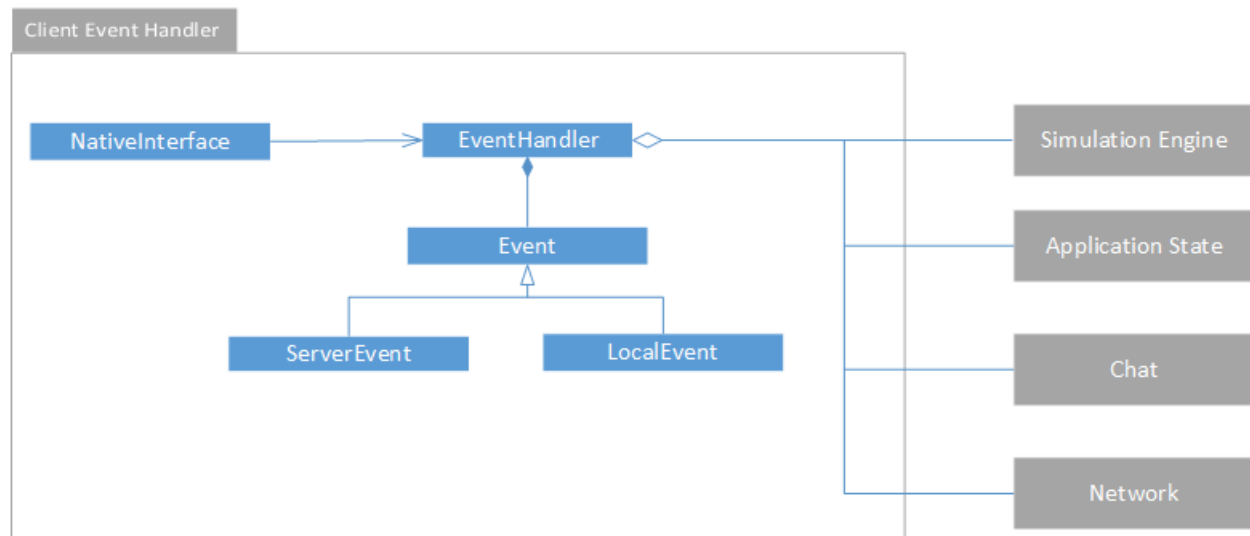 Client Event Handler
NativeInterface
EventHandler
Simulation Engine
Event
Application State
ServerEvent
LocalEvent
Chat
Network